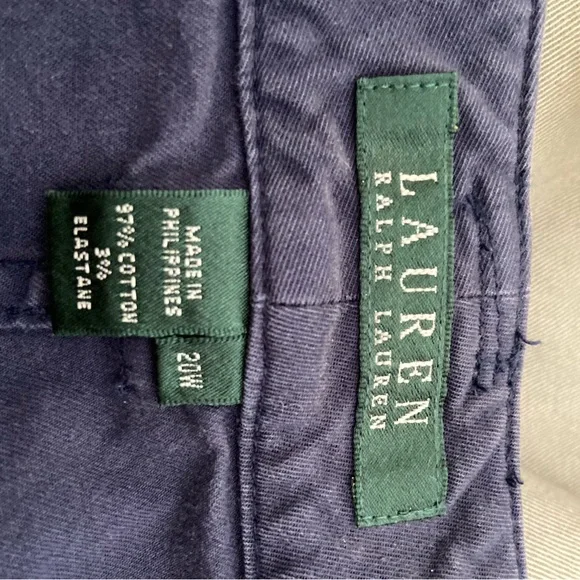 LAUREN
RALPH LAUREN
MADE IN
PHILIPPINES
97% COTTON
3%
ELASTANE
20W